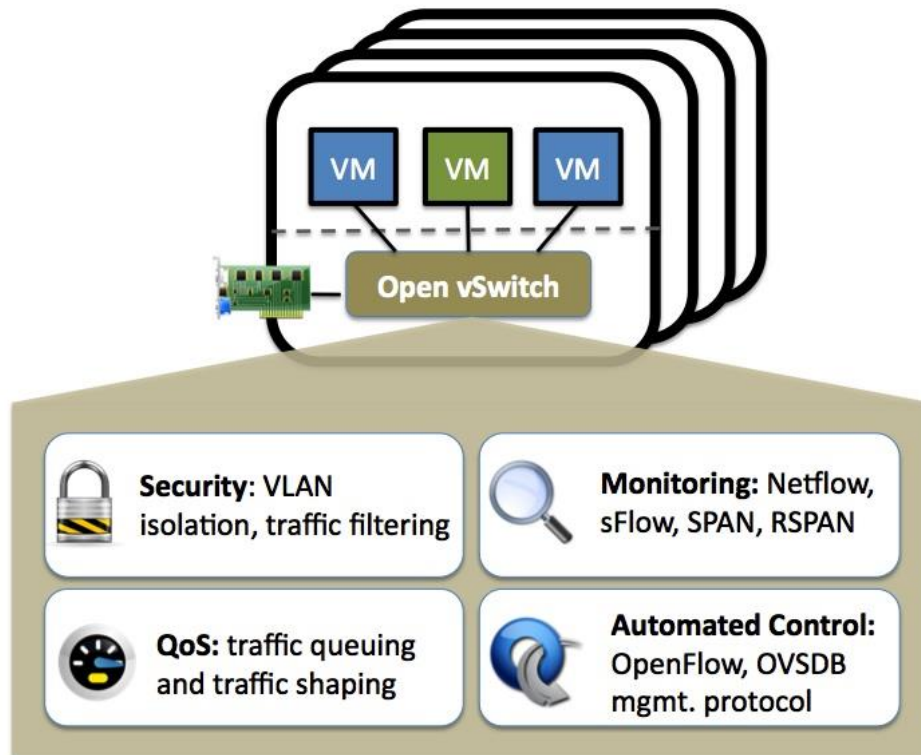 VM VM VM
Open vSwitch
Security: VLAN
isolation, traffic filtering
Monitoring: Netflow,
sFlow, SPAN, RSPAN
QoS: traffic queuing
and traffic shaping
Automated Control:
OpenFlow, OVSDB
mgmt. protocol